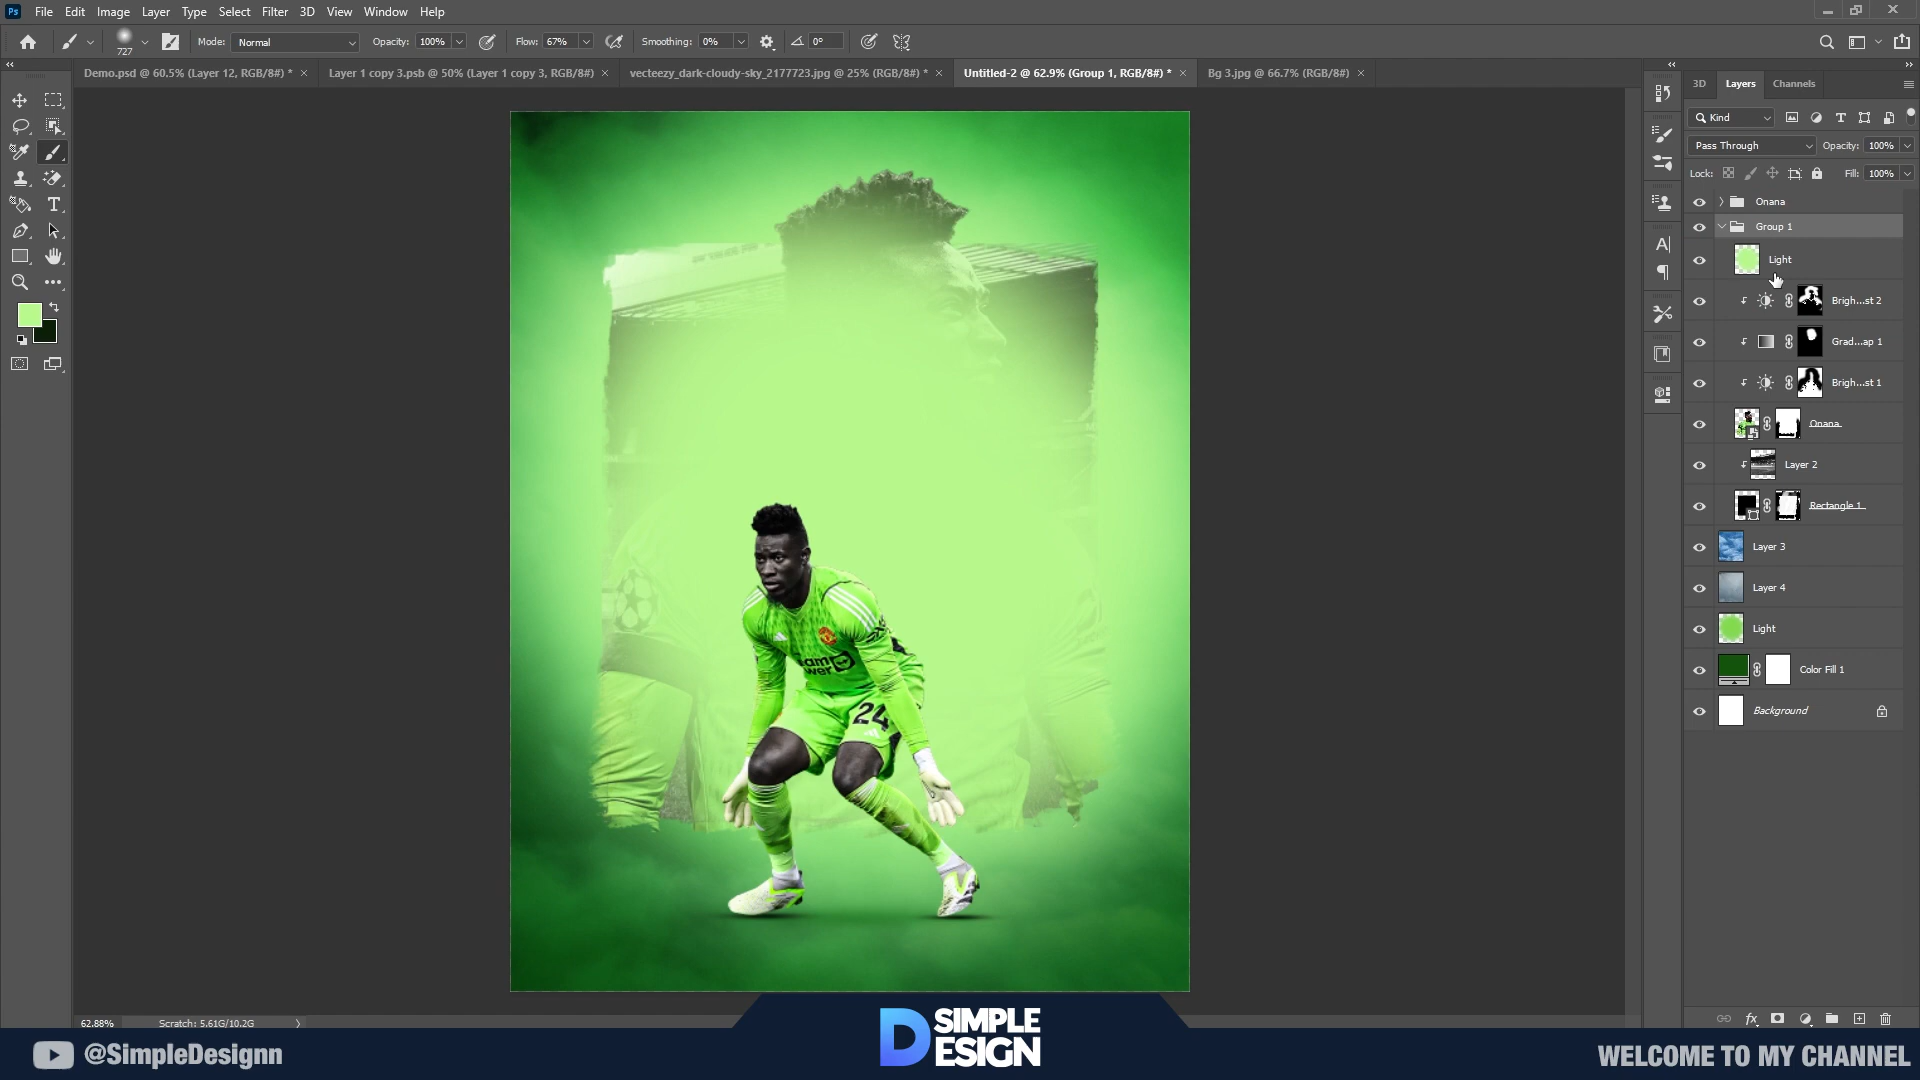 Ps File Edit Image Layer Type Select Filter 3D View Window Help
727 Mode: Normal Opacity: 100% Flow: 67% Smoothing: 0% 0°
Demo.psd @ 60.5% (Layer 12, RGB/8#) *
Layer 1 copy 3.psb @ 50% (Layer 1 copy 3, RGB/8#)
vecteezy_dark-cloudy-sky_2177723.jpg @ 25% (RGB/8#) *
Untitled-2 @ 62.9% (Group 1, RGB/8#) *
Bg 3.jpg @ 66.7% (RGB/8#)
3D Layers Channels
Kind
Pass Through Opacity: 100%
Lock: Fill: 100%
Onana
Group 1
Light
Brigh...st 2
Grad...ap 1
Brigh...st 1
Onana
Layer 2
Rectangle 1
Layer 3
Layer 4
Light
Color Fill 1
Background
24
62.88% Scratch: 5.61G/10.2G
@SimpleDesignn
SIMPLE
DESIGN
WELCOME TO MY CHANNEL